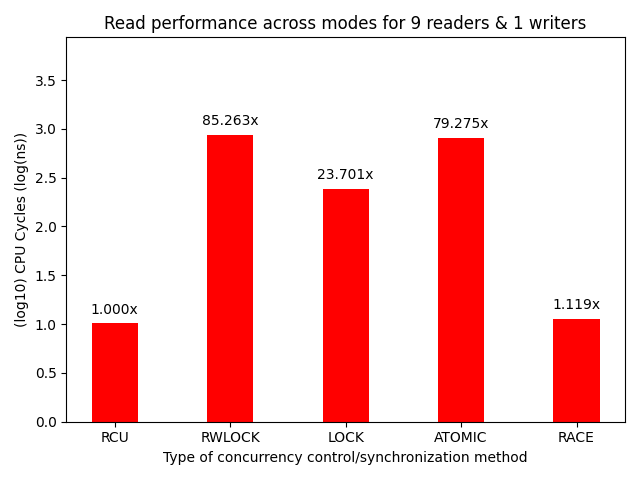 Read performance across modes for 9 readers & 1 writers
(log10) CPU Cycles (log(ns))
3.5
3.0
2.5
2.0
1.5
1.0
0.5
0.0
1.000x
85.263x
23.701x
79.275x
1.119x
RCU
RWLOCK
LOCK
ATOMIC
RACE
Type of concurrency control/synchronization method